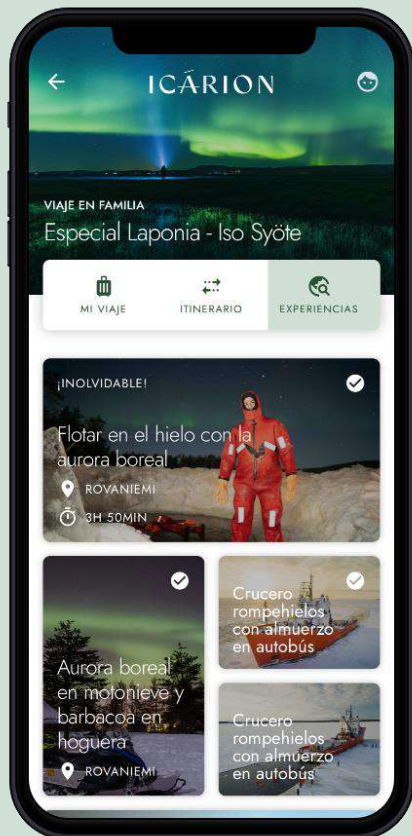 ICÁRION
VIAJE EN FAMILIA
Especial Laponia - Iso Syöte
MI VIAJE
ITINERARIO
EXPERIENCIAS
¡INOLVIDABLE!
Flotar en el hielo con la
aurora boreal
ROVANIEMI
3H 50MIN
Aurora boreal
en motonieve y
barbacoa en
hoguera
ROVANIEMI
Crucero
rompehielos
con almuerzo
en autobús
Crucero
rompehielos
con almuerzo
en autobús